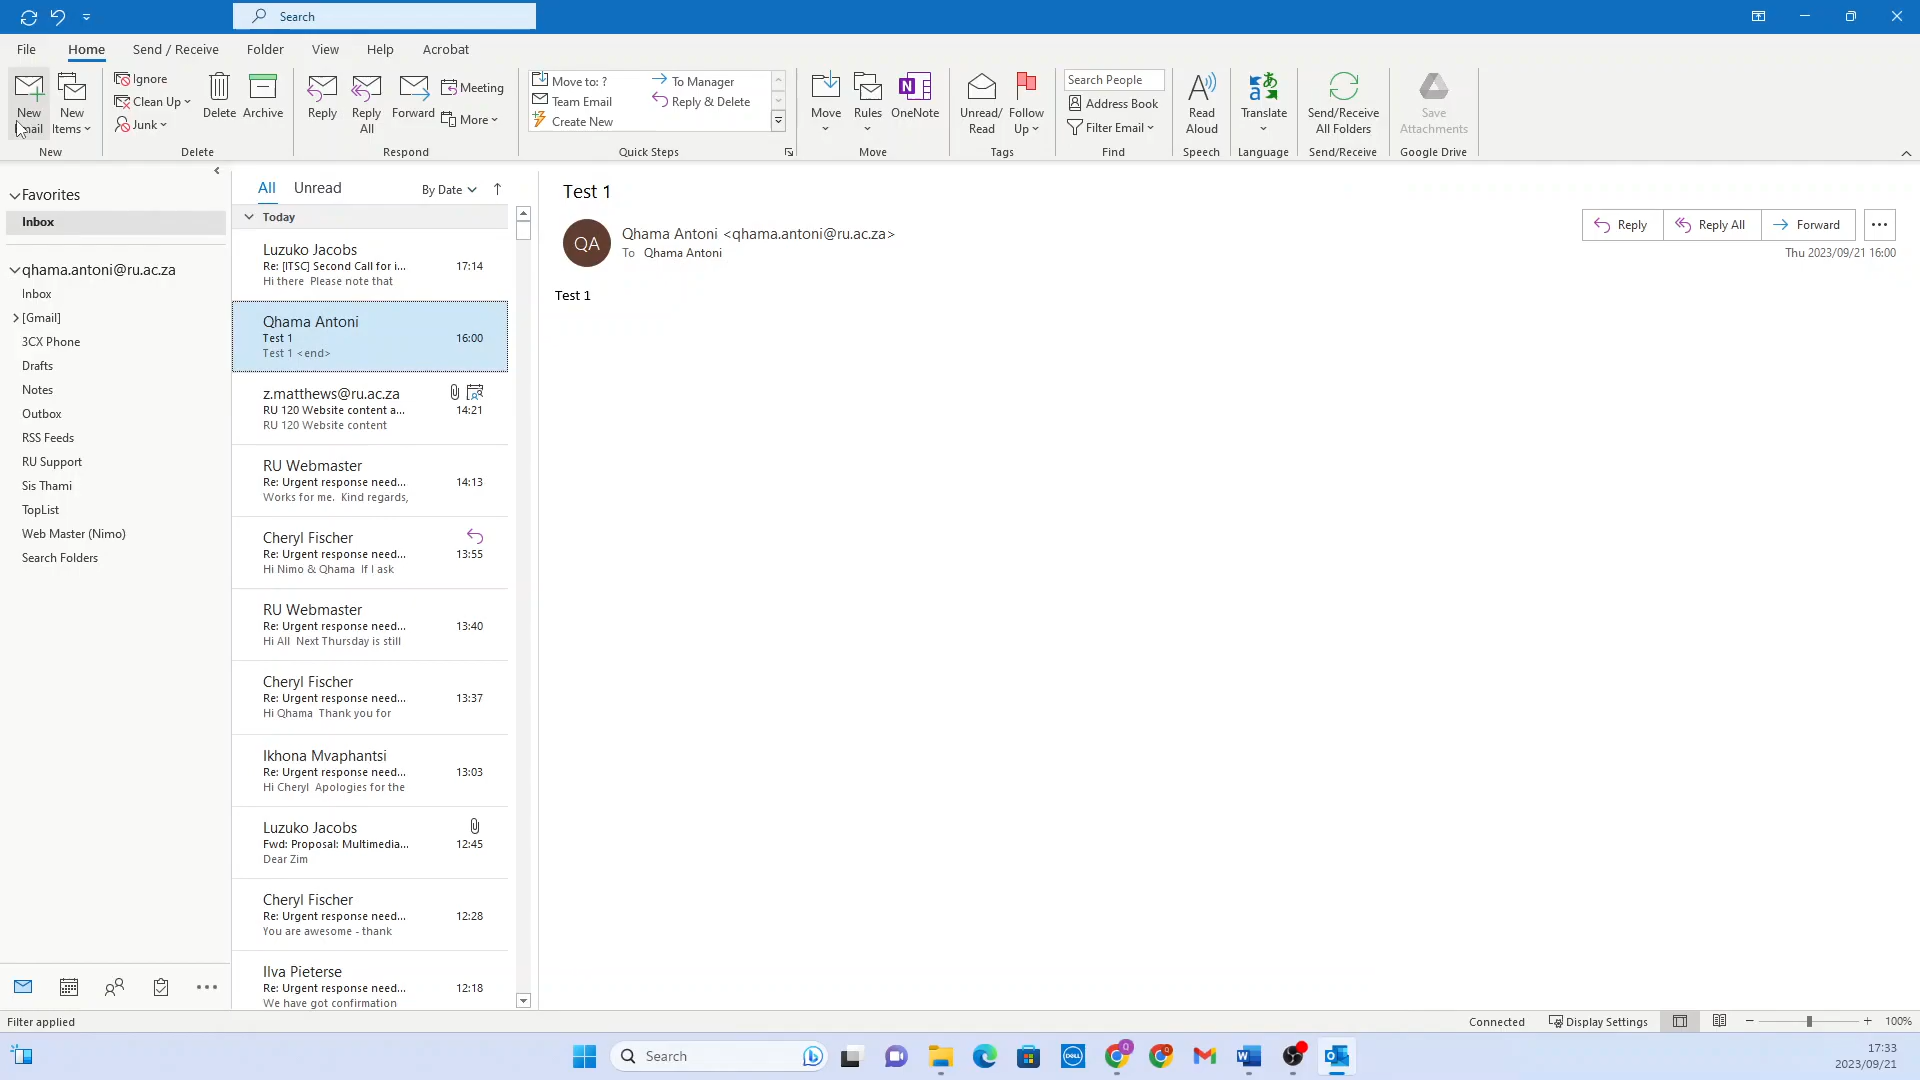 Search
File Home Send / Receive Folder View Help Acrobat
New Email
New Items
New
Ignore
Clean Up
Junk
Delete
Archive
Delete
Reply
Reply All
Forward
Meeting
More
Respond
Move to: ?
Team Email
Create New
To Manager
Reply & Delete
Quick Steps
Move
Rules
OneNote
Move
Unread/ Read
Follow Up
Tags
Search People
Address Book
Filter Email
Find
Read Aloud
Speech
Translate
Language
Send/Receive All Folders
Send/Receive
Save Attachments
Google Drive
Favorites
Inbox
qhama.antoni@ru.ac.za
Inbox
[Gmail]
3CX Phone
Drafts
Notes
Outbox
RSS Feeds
RU Support
Sis Thami
TopList
Web Master (Nimo)
Search Folders
All Unread By Date
Today
Luzuko Jacobs
Re: [ITSC] Second Call for i... 17:14
Hi there Please note that
Qhama Antoni
Test 1 16:00
Test 1 <end>
z.matthews@ru.ac.za
RU 120 Website content a... 14:21
RU 120 Website content
RU Webmaster
Re: Urgent response need... 14:13
Works for me. Kind regards,
Cheryl Fischer
Re: Urgent response need... 13:55
Hi Nimo & Qhama If I ask
RU Webmaster
Re: Urgent response need... 13:40
Hi All Next Thursday is still
Cheryl Fischer
Re: Urgent response need... 13:37
Hi Qhama Thank you for
Ikhona Mvaphantsi
Re: Urgent response need... 13:03
Hi Cheryl Apologies for the
Luzuko Jacobs
Fwd: Proposal: Multimedia... 12:45
Dear Zim
Cheryl Fischer
Re: Urgent response need... 12:28
You are awesome - thank
Ilva Pieterse
Re: Urgent response need... 12:18
We have got confirmation
Test 1
QA
Qhama Antoni <qhama.antoni@ru.ac.za>
To Qhama Antoni
Reply Reply All Forward
Thu 2023/09/21 16:00
Test 1
Filter applied
Connected Display Settings 100%
Search
DELL
17:33
2023/09/21